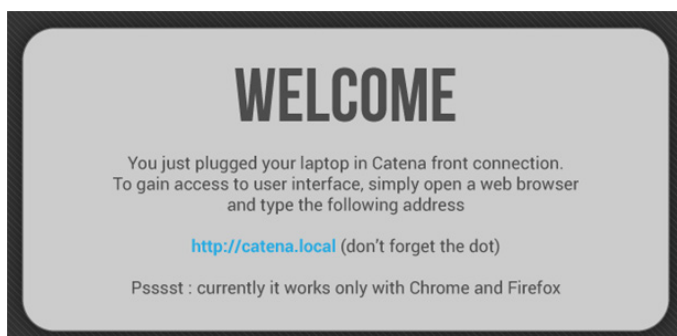 WELCOME
You just plugged your laptop in Catena front connection.
To gain access to user interface, simply open a web browser
and type the following address
http://catena.local (don't forget the dot)
Psssst : currently it works only with Chrome and Firefox